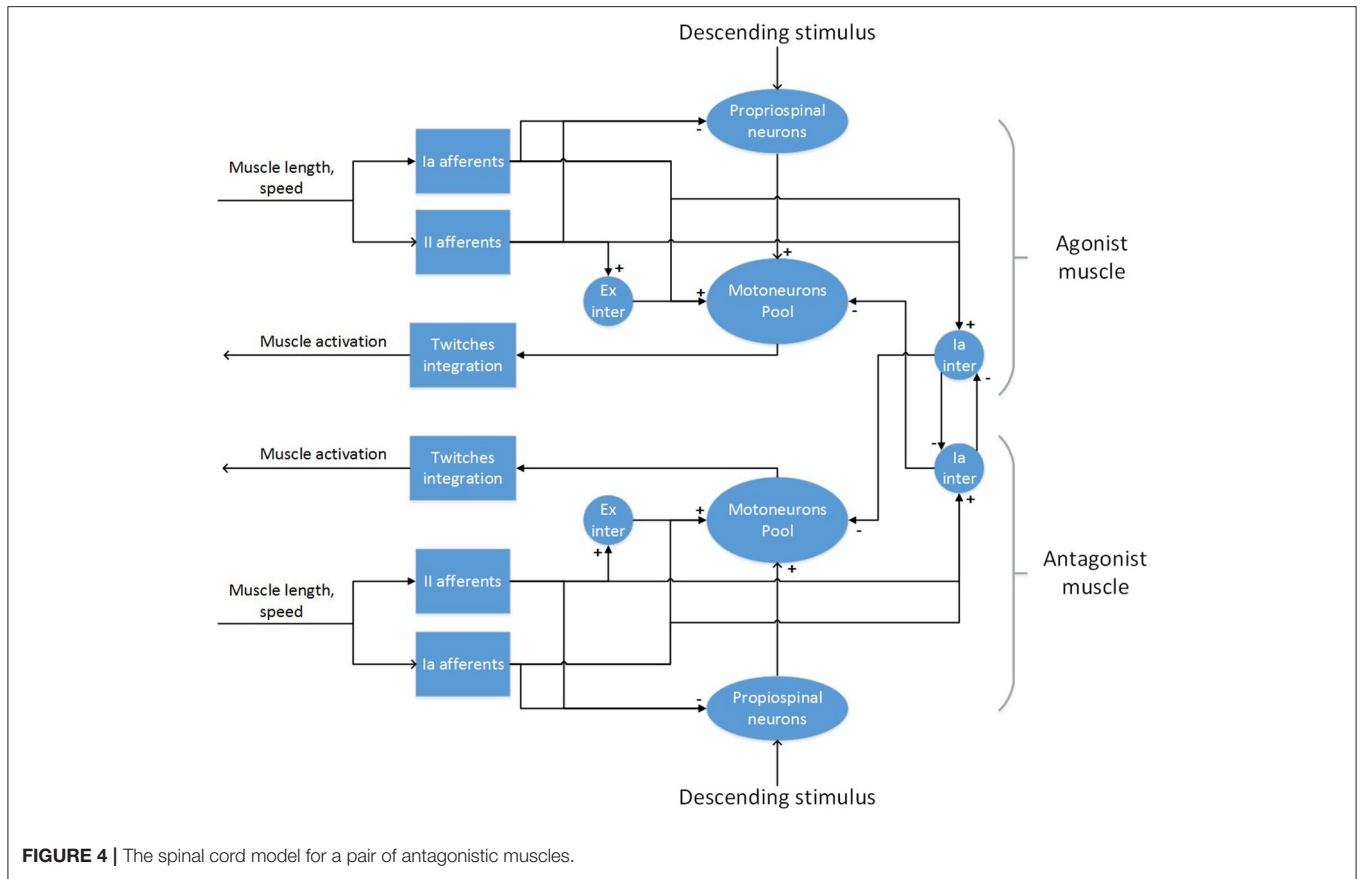 Descending stimulus
Propriospinal
neurons
-
Ia afferents
Muscle length,
speed
II afferents
+
Ex
inter
+
+
Motoneurons
Pool
-
Agonist
muscle
+
Ia
inter
-
Muscle activation
Twitches
integration
Muscle activation
Twitches
integration
-
Ia
inter
+
Ex
inter
+
+
Motoneurons
Pool
-
+
Antagonist
muscle
II afferents
Muscle length,
speed
Ia afferents
-
Propiospinal
neurons
Descending stimulus
FIGURE 4 | The spinal cord model for a pair of antagonistic muscles.